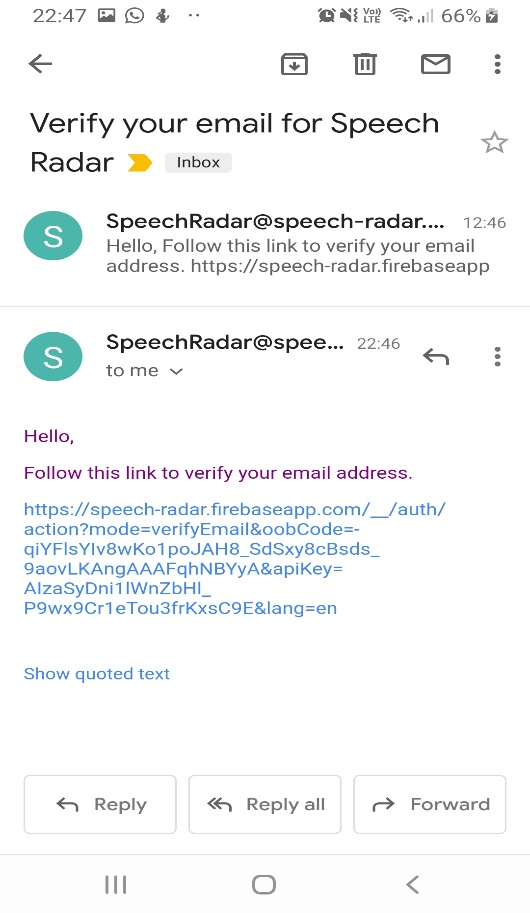 22:47
Vo)) LTE
66%
Verify your email for Speech
Radar Inbox
S
SpeechRadar@speech-radar.... 12:46
Hello, Follow this link to verify your email
address. https://speech-radar.firebaseapp
S
SpeechRadar@spee... 22:46
to me
Hello,
Follow this link to verify your email address.
https://speech-radar.firebaseapp.com/__/auth/
action?mode=verifyEmail&oobCode=-
qiYFlsYIv8wKo1poJAH8_SdSxy8cBsds_
9aovLKAngAAAFqhNBYyA&apiKey=
AIzaSyDni1lWnZbHl_
P9wx9Cr1eTou3frKxsC9E&lang=en
Show quoted text
Reply
Reply all
Forward